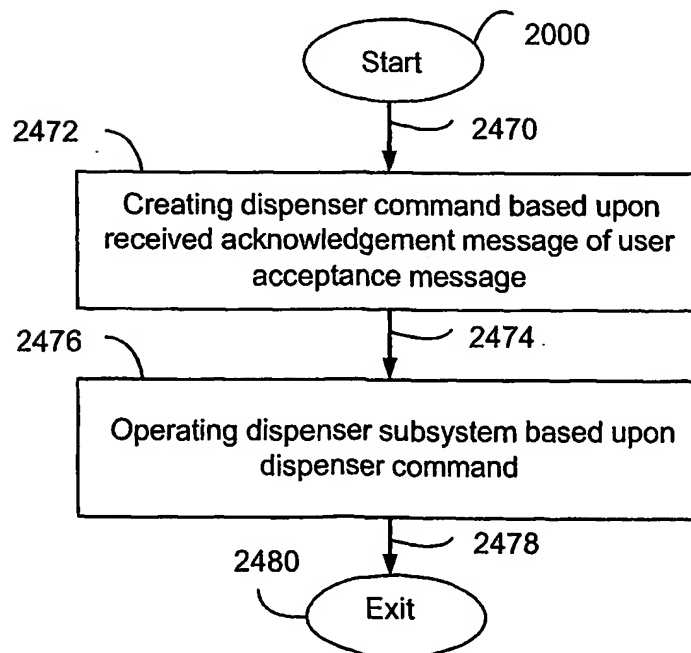 2000
Start
2470
2472
Creating dispenser command based upon
received acknowledgement message of user
acceptance message
2474
2476
Operating dispenser subsystem based upon
dispenser command
2478
2480
Exit